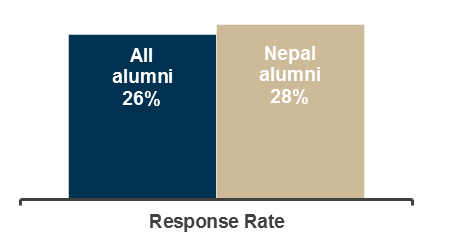 All
alumni
26%
Nepal
alumni
28%
Response Rate